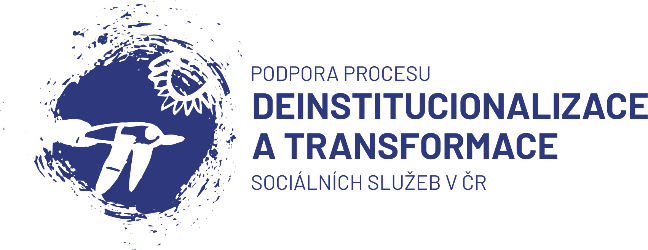 PODPORA PROCESU
DEINSTITUCIONALIZACE
A TRANSFORMACE
SOCIÁLNÍCH SLUŽEB V ČR